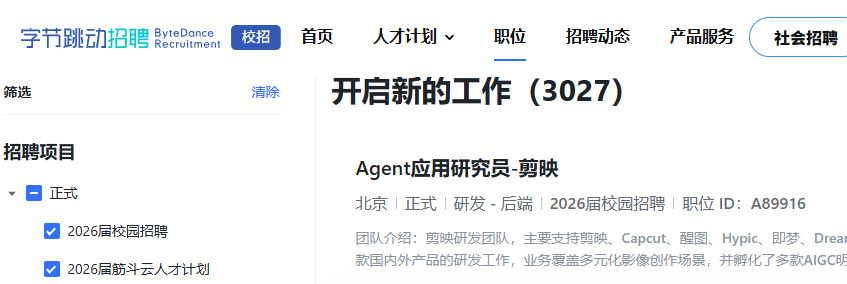 字节跳动招聘 ByteDance Recruitment 校招 首页 人才计划 职位 招聘动态 产品服务 社会招聘
筛选 清除
开启新的工作（3027）
招聘项目
Agent应用研究员-剪映
正式
北京 正式 研发 - 后端 2026届校园招聘 职位 ID：A89916
2026届校园招聘
团队介绍：剪映研发团队，主要支持剪映、Capcut、醒图、Hypic、即梦、Dream
款国内外产品的研发工作，业务覆盖多元化影像创作场景，并孵化了多款AIGC明
2026届筋斗云人才计划